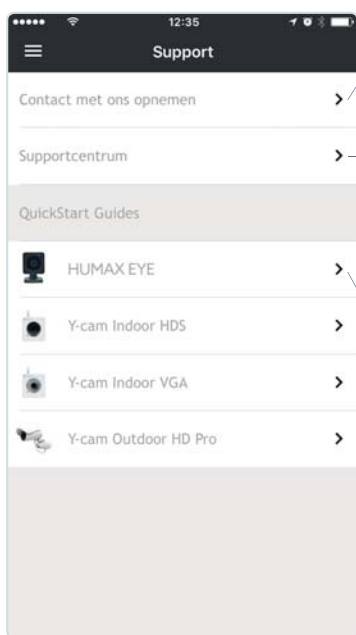 12:35
Support
Contact met ons opnemen
Supportcentrum
QuickStart Guides
HUMAX EYE
Y-cam Indoor HDS
Y-cam Indoor VGA
Y-cam Outdoor HD Pro